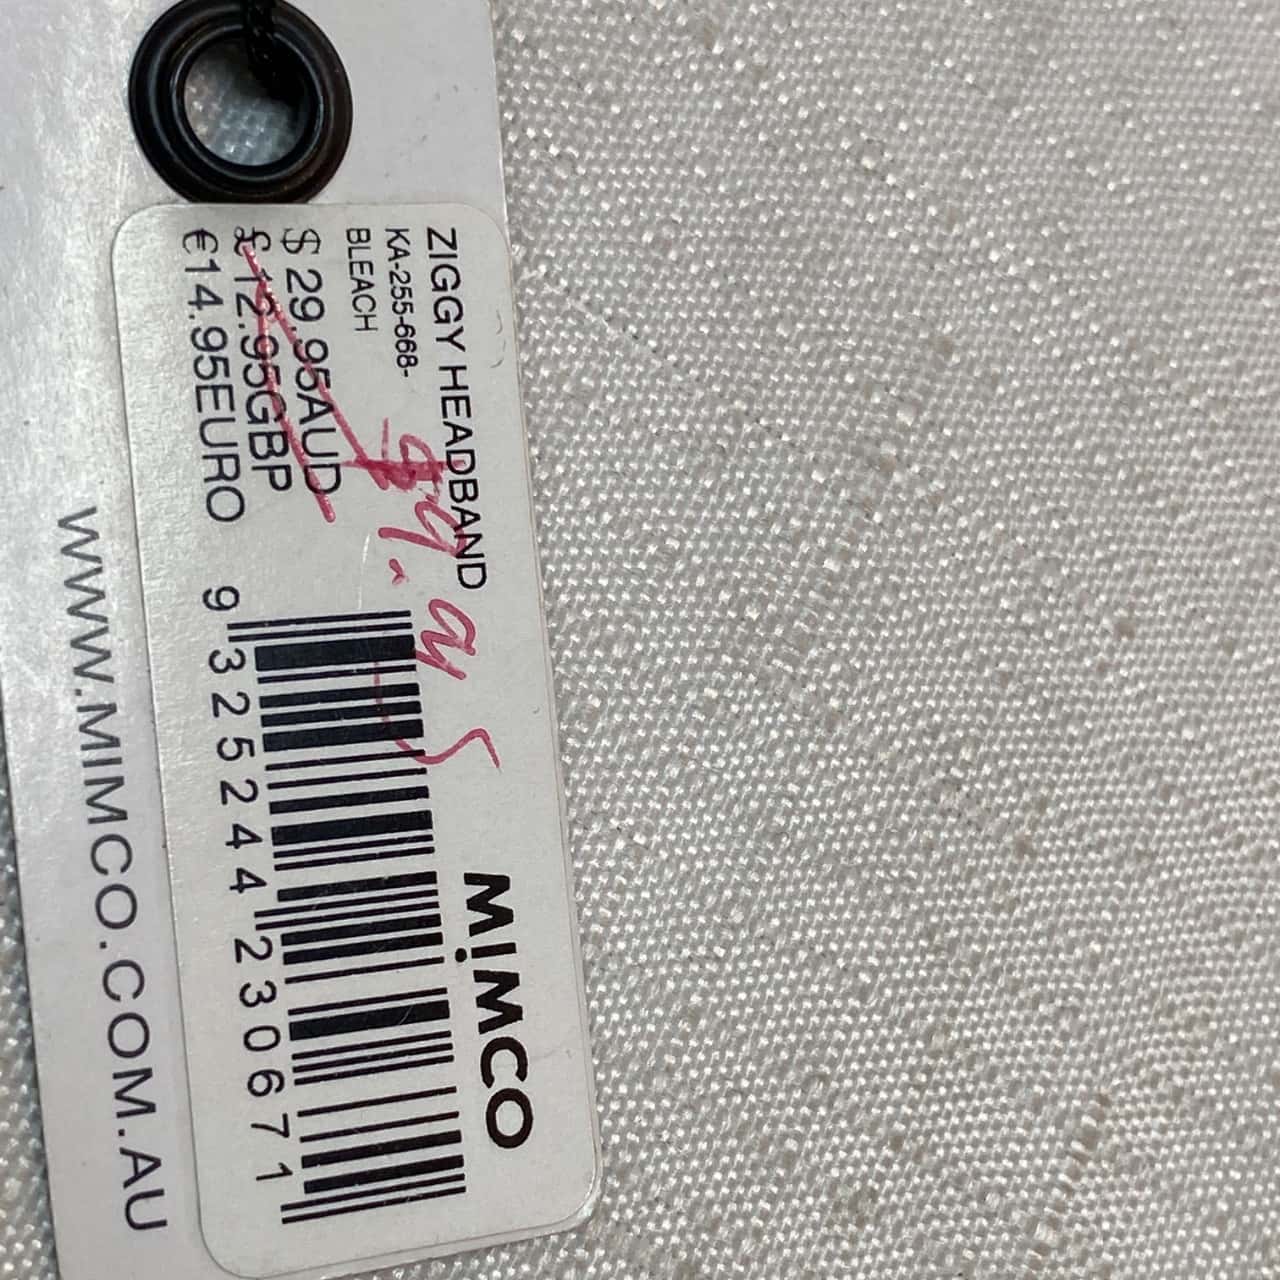 ZIGGY HEADBAND
KA-255-668-
BLEACH
$9.95
$ 29.95AUD
£ 12.95GBP
€14.95EURO
9 325244 230671
MIMCO
WWW.MIMCO.COM.AU